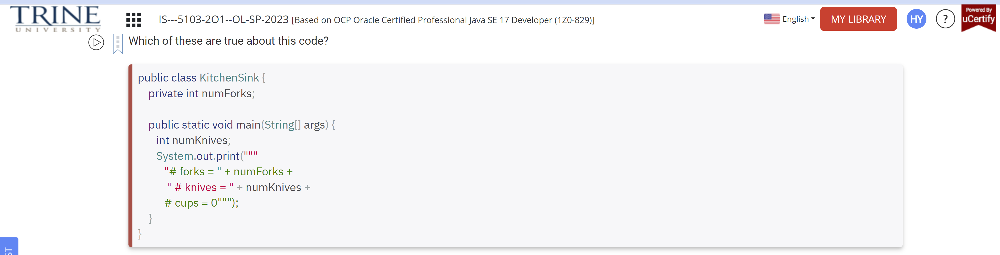 TRINE
UNIVERSITY
IS---5103-2O1--OL-SP-2023 [Based on OCP Oracle Certified Professional Java SE 17 Developer (1Z0-829)]
English
MY LIBRARY
HY
?
Powered By
uCertify
Which of these are true about this code?
public class KitchenSink {
private int numForks;
public static void main(String[] args) {
int numKnives;
System.out.print("""
"# forks = " + numForks +
" # knives = " + numKnives +
# cups = 0""");
}
}
ST